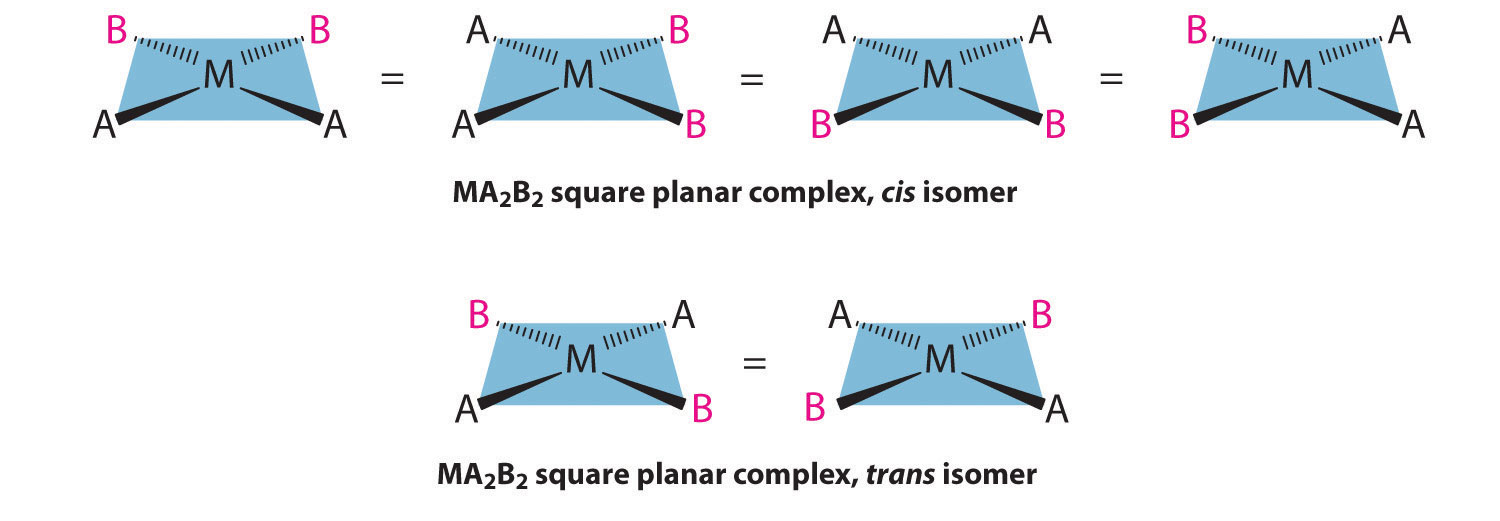 B B A B A A B A
M = M = M = M
A A A B B B B A
MA₂B₂ square planar complex, cis isomer
B A A B
M = M
A B B A
MA₂B₂ square planar complex, trans isomer